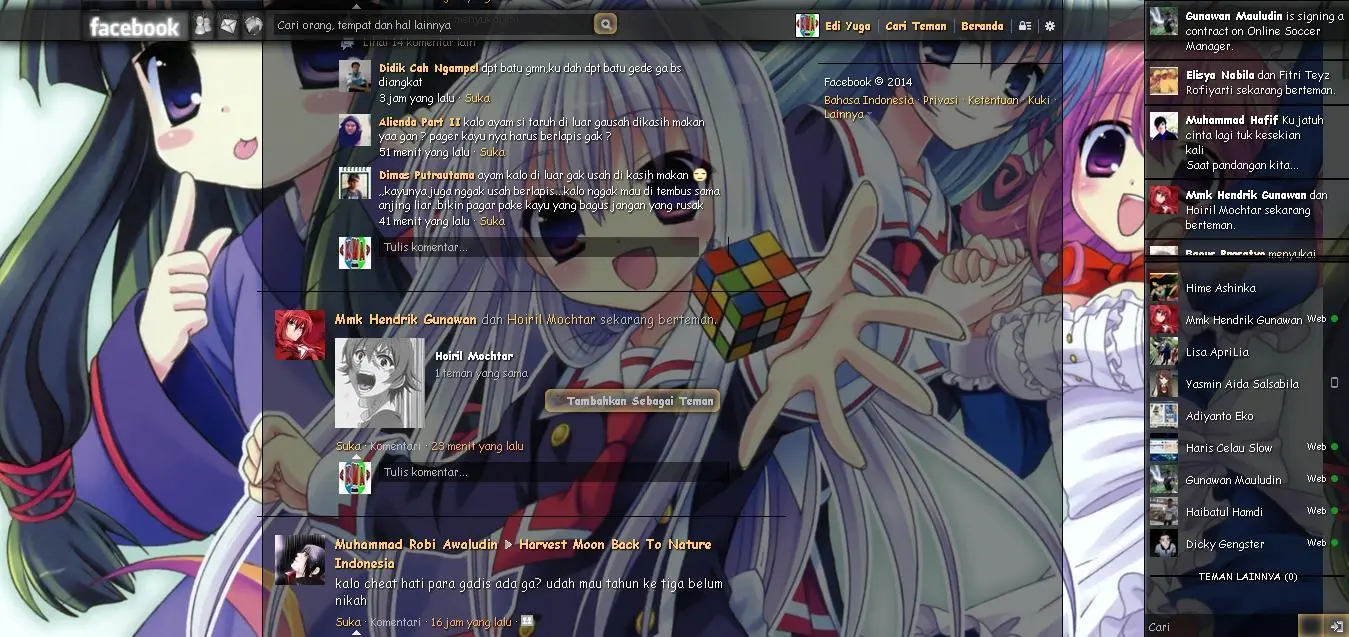 facebook
Cari orang, tempat dan hal lainnya
Edi Yuga
Cari Teman
Beranda
Lihat 14 komentar lain
Didik Cah Ngampel dpt batu gmn,ku dah dpt batu gede ga bs
diangkat
3 jam yang lalu · Suka
Alienda Part II kalo ayam si taruh di luar gausah dikasih makan
yaa gan ? pager kayu nya harus berlapis gak ?
51 menit yang lalu · Suka
Dimas Putrautama ayam kalo di luar gak usah di kasih makan
,,kayunya juga nggak usah berlapis...kalo nggak mau di tembus sama
anjing liar..bikin pagar pake kayu yang bagus jangan yang rusak
41 menit yang lalu · Suka
Tulis komentar...
Mmk Hendrik Gunawan dan Hoiril Mochtar sekarang berteman.
Hoiril Mochtar
1 teman yang sama
Tambahkan Sebagai Teman
Suka · Komentari · 23 menit yang lalu
Tulis komentar...
Muhammad Robi Awaludin Harvest Moon Back To Nature
Indonesia
kalo cheat hati para gadis ada ga? udah mau tahun ke tiga belum
nikah
Suka · Komentari · 16 jam yang lalu ·
Facebook © 2014
Bahasa Indonesia · Privasi · Ketentuan · Kuki ·
Lainnya
Gunawan Mauludin is signing a
contract on Online Soccer
Manager.
Elisya Nabila dan Fitri Teyz
Rofiyarti sekarang berteman.
Muhammad Hafif Ku jatuh
cinta lagi tuk kesekian
kali
Saat pandangan kita...
Mmk Hendrik Gunawan dan
Hoiril Mochtar sekarang
berteman.
Bagus Prasetyo menyukai
Hime Ashinka
Mmk Hendrik Gunawan Web
Lisa ApriLia
Yasmin Aida Salsabila
Adiyanto Eko
Haris Celau Slow Web
Gunawan Mauludin Web
Haibatul Hamdi Web
Dicky Gengster Web
TEMAN LAINNYA (0)
Cari